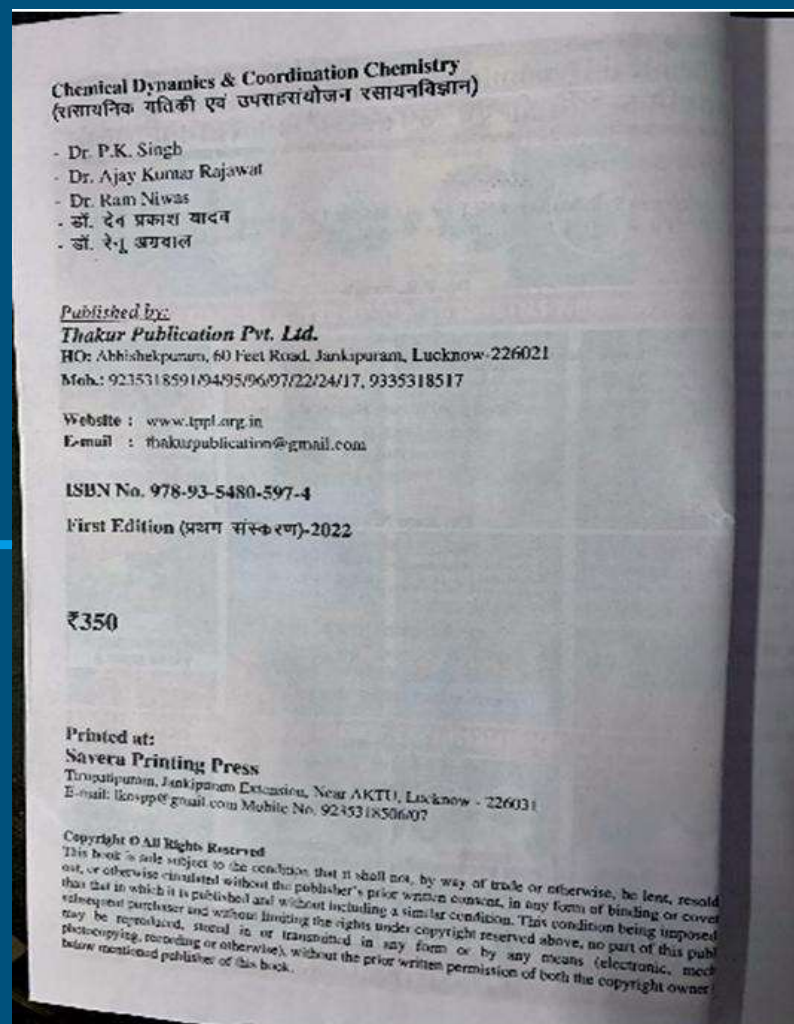 Chemical Dynamics & Coordination Chemistry
(रासायनिक गतिकी एवं उपसहसंयोजन रसायनविज्ञान)
- Dr. P.K. Singh
- Dr. Ajay Kumar Rajawat
- Dr. Ram Niwas
- डॉ. देव प्रकाश यादव
- डॉ. रेनू अग्रवाल
Published by:
Thakur Publication Pvt. Ltd.
HO: Abhishekpuram, 60 Feet Road, Jankipuram, Lucknow-226021
Mob.: 9235318591/94/95/96/97/22/24/17, 9335318517
Website : www.tppl.org.in
E-mail : thakurpublication@gmail.com
ISBN No. 978-93-5480-597-4
First Edition (प्रथम संस्करण)-2022
₹350
Printed at:
Savera Printing Press
Tirupatipuram, Jankipuram Extension, Near AKTU, Lucknow - 226031
E-mail: lkospp@gmail.com Mobile No. 9235318506/07
Copyright © All Rights Reserved
This book is sole subject to the condition that it shall not, by way of trade or otherwise, be lent, resold
out, or otherwise circulated without the publisher's prior written consent, in any form of binding or cover
than that in which it is published and without including a similar condition. This condition being imposed
subsequent purchaser and without limiting the rights under copyright reserved above, no part of this publ
may be reproduced, stored in or transmitted in any form or by any means (electronic, mech
photocopying, recording or otherwise), without the prior written permission of both the copyright owner
below mentioned publisher of this book.